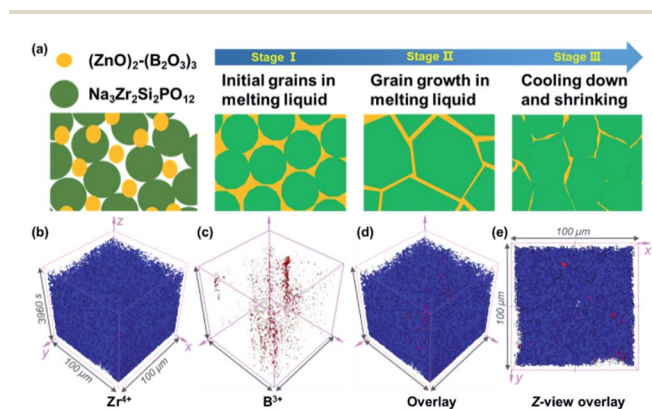 (a)
(ZnO)₂-(B₂O₃)₃
Na₃Zr₂Si₂PO₁₂
Stage I
Stage II
Stage III
Initial grains in
melting liquid
Grain growth in
melting liquid
Cooling down
and shrinking
(b)
z
3960 s
y
100 μm
100 μm
x
Zr⁴⁺
(c)
B³⁺
(d)
Overlay
(e)
100 μm
x
100 μm
z
y
Z-view overlay